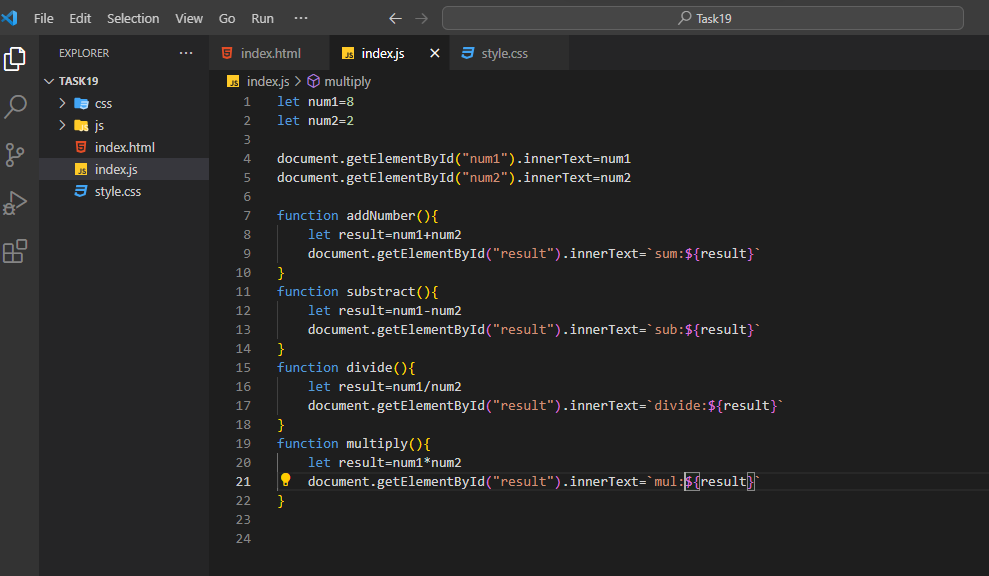 File Edit Selection View Go Run ··· ← → Task19
EXPLORER ···
TASK19
css
js
index.html
index.js
style.css
index.html
JS index.js ×
style.css
JS index.js > multiply
1 let num1=8
2 let num2=2
3
4 document.getElementById("num1").innerText=num1
5 document.getElementById("num2").innerText=num2
6
7 function addNumber(){
8 let result=num1+num2
9 document.getElementById("result").innerText=`sum:${result}`
10 }
11 function substract(){
12 let result=num1-num2
13 document.getElementById("result").innerText=`sub:${result}`
14 }
15 function divide(){
16 let result=num1/num2
17 document.getElementById("result").innerText=`divide:${result}`
18 }
19 function multiply(){
20 let result=num1*num2
21 document.getElementById("result").innerText=`mul:${result}`
22 }
23
24